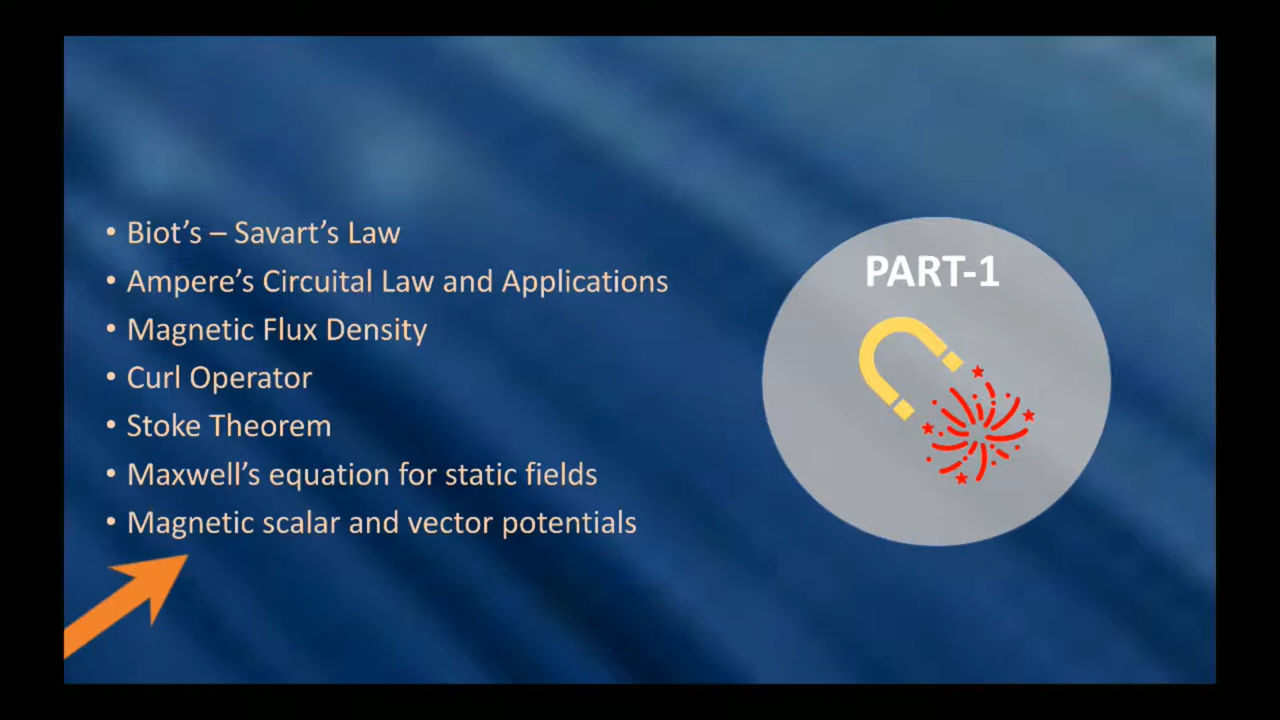 • Biot’s – Savart’s Law
• Ampere’s Circuital Law and Applications
• Magnetic Flux Density
• Curl Operator
• Stoke Theorem
• Maxwell’s equation for static fields
• Magnetic scalar and vector potentials
PART-1